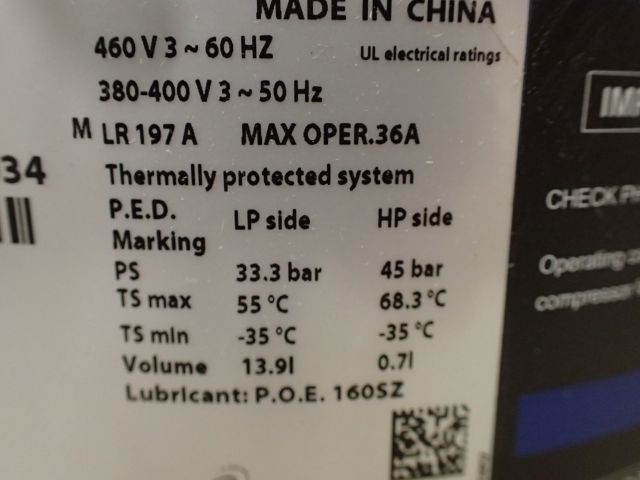 MADE IN CHINA
460 V 3 ~ 60 HZ UL electrical ratings
380-400 V 3 ~ 50 Hz
M LR 197 A MAX OPER.36A
Thermally protected system
P.E.D. LP side HP side
Marking
PS 33.3 bar 45 bar
TS max 55 °C 68.3 °C
TS min -35 °C -35 °C
Volume 13.9l 0.7l
Lubricant: P.O.E. 160SZ
34
CHECK
Operating
compressor